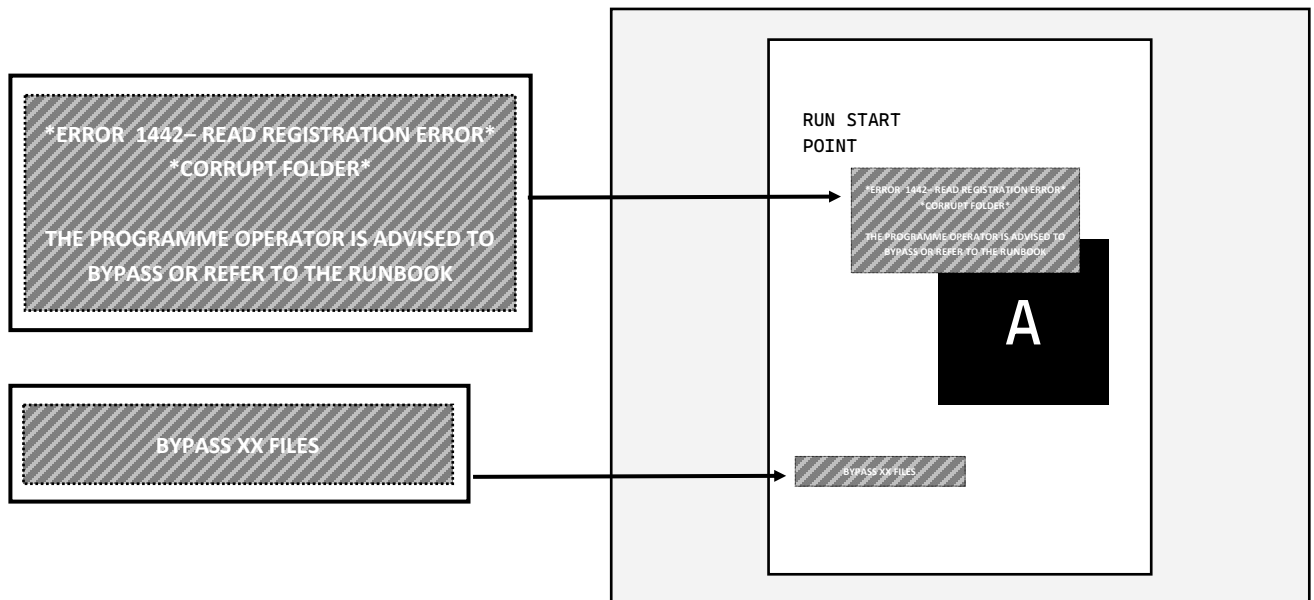 *ERROR 1442– READ REGISTRATION ERROR*
*CORRUPT FOLDER*
THE PROGRAMME OPERATOR IS ADVISED TO
BYPASS OR REFER TO THE RUNBOOK
BYPASS XX FILES
RUN START
POINT
*ERROR 1442– READ REGISTRATION ERROR*
*CORRUPT FOLDER*
THE PROGRAMME OPERATOR IS ADVISED TO
BYPASS OR REFER TO THE RUNBOOK
A
BYPASS XX FILES